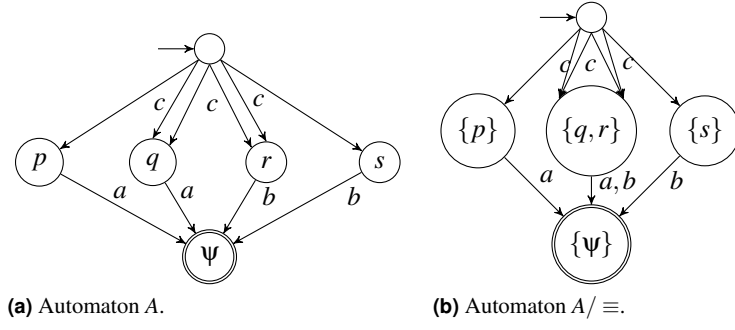 c c c
c c c
p q r s
{p} {q, r} {s}
a a b b
a a, b b
Ψ
{Ψ}
(a) Automaton A.
(b) Automaton A/ ≡.